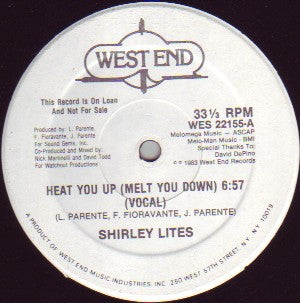 WEST END
This Record is On Loan
And Not For Sale
Produced by: L. Parente,
F. Fioravante, J. Parente
For Sound Gems, Inc.
Co-Produced and Mixed by:
Nick Martinelli and David Todd
For Watchout Productions
33⅓ RPM
WES 22155-A
Melomega Music — ASCAP
Melo-Man Music - BMI
Special Thanks To:
David DePino
℗ © 1983 West End Records
HEAT YOU UP (MELT YOU DOWN) 6:57
(VOCAL)
(L. PARENTE, F. FIORAVANTE, J. PARENTE)
SHIRLEY LITES
A PRODUCT OF WEST END MUSIC INDUSTRIES, INC. 250 WEST 57TH STREET, N.Y., N.Y. 10019